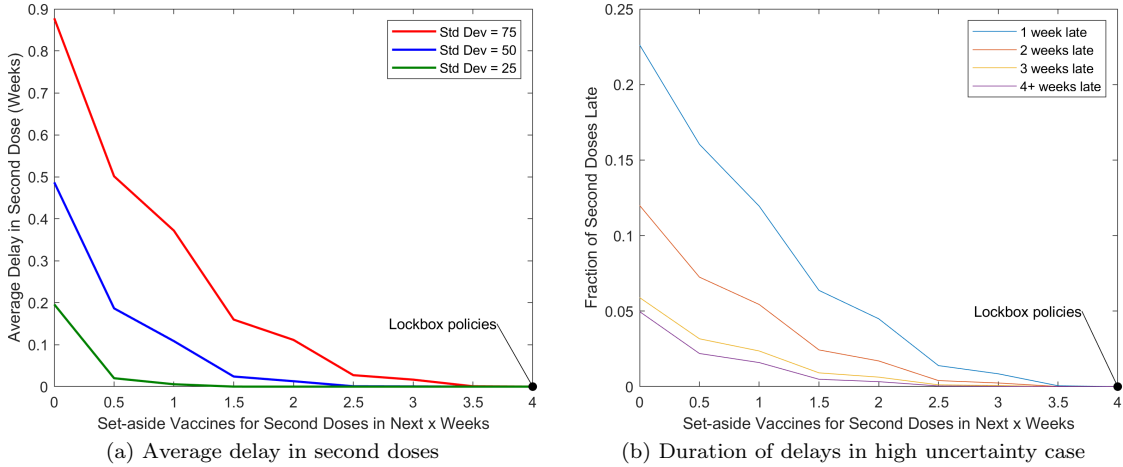 Average Delay in Second Dose (Weeks)
0.9
0.8
0.7
0.6
0.5
0.4
0.3
0.2
0.1
0
Std Dev = 75
Std Dev = 50
Std Dev = 25
Lockbox policies
0 0.5 1 1.5 2 2.5 3 3.5 4
Set-aside Vaccines for Second Doses in Next x Weeks
(a) Average delay in second doses
Fraction of Second Doses Late
0.25
0.2
0.15
0.1
0.05
0
1 week late
2 weeks late
3 weeks late
4+ weeks late
Lockbox policies
0 0.5 1 1.5 2 2.5 3 3.5 4
Set-aside Vaccines for Second Doses in Next x Weeks
(b) Duration of delays in high uncertainty case